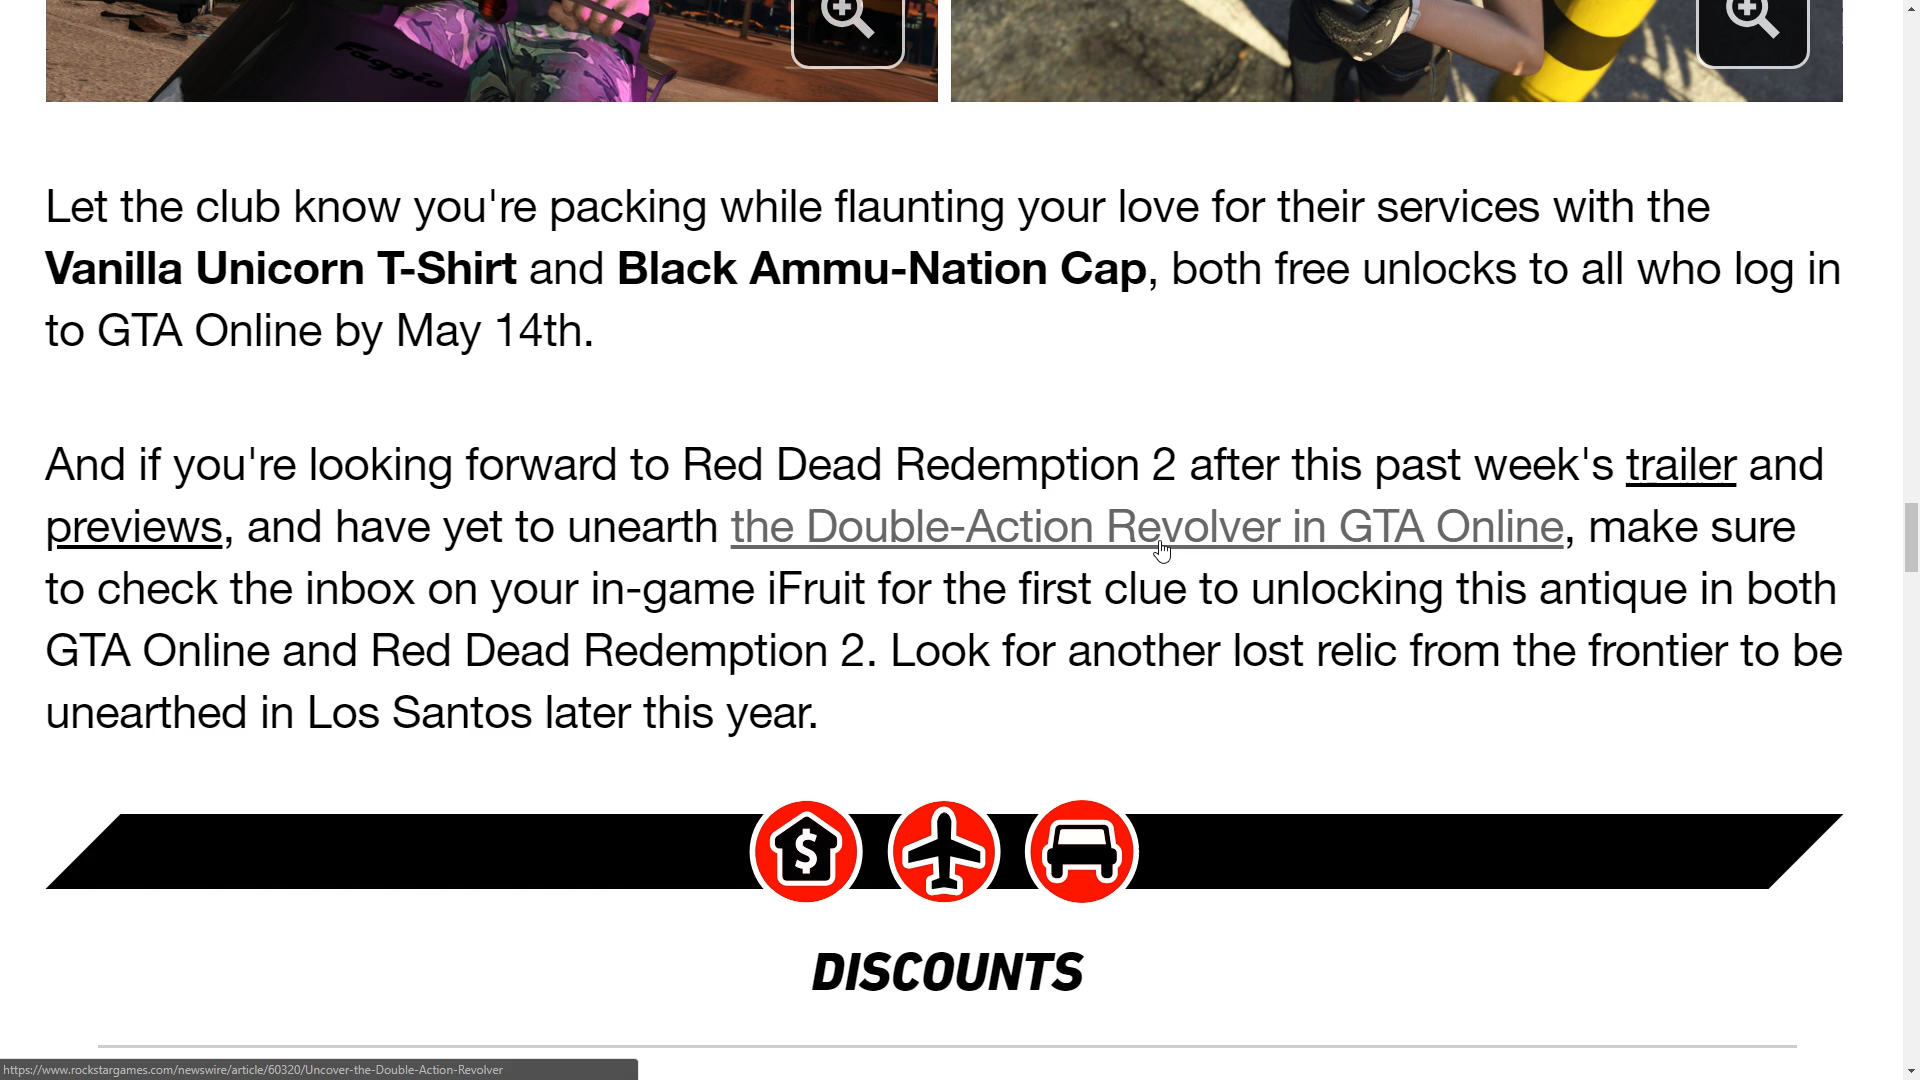 Faggio
Let the club know you're packing while flaunting your love for their services with the
Vanilla Unicorn T-Shirt and Black Ammu-Nation Cap, both free unlocks to all who log in
to GTA Online by May 14th.
And if you're looking forward to Red Dead Redemption 2 after this past week's trailer and
previews, and have yet to unearth the Double-Action Revolver in GTA Online, make sure
to check the inbox on your in-game iFruit for the first clue to unlocking this antique in both
GTA Online and Red Dead Redemption 2. Look for another lost relic from the frontier to be
unearthed in Los Santos later this year.
$
DISCOUNTS
https://www.rockstargames.com/newswire/article/60320/Uncover-the-Double-Action-Revolver